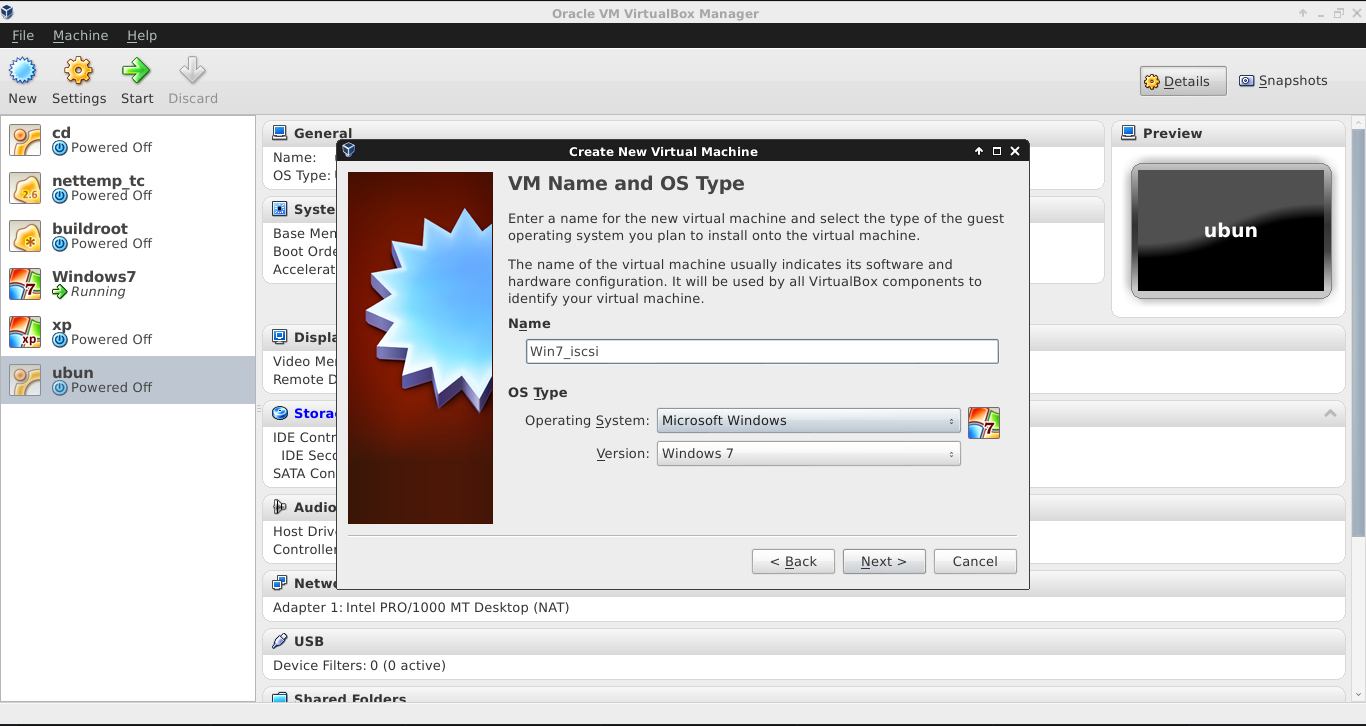 Oracle VM VirtualBox Manager
File Machine Help
New Settings Start Discard
Details Snapshots
cd
Powered Off
nettemp_tc
2.6
Powered Off
buildroot
Powered Off
Windows7
7
Running
xp
xp
Powered Off
ubun
Powered Off
General
Name:
OS Type:
Syste
Base Men
Boot Orde
Accelerat
Displa
Video Me
Remote D
Stora
IDE Contr
IDE Seco
SATA Con
Audio
Host Drive
Controller
Netwo
Adapter 1: Intel PRO/1000 MT Desktop (NAT)
USB
Device Filters: 0 (0 active)
Shared Folders
Preview
ubun
Create New Virtual Machine
VM Name and OS Type
Enter a name for the new virtual machine and select the type of the guest
operating system you plan to install onto the virtual machine.
The name of the virtual machine usually indicates its software and
hardware configuration. It will be used by all VirtualBox components to
identify your virtual machine.
Name
Win7_iscsi
OS Type
Operating System: Microsoft Windows
7
Version: Windows 7
< Back Next > Cancel